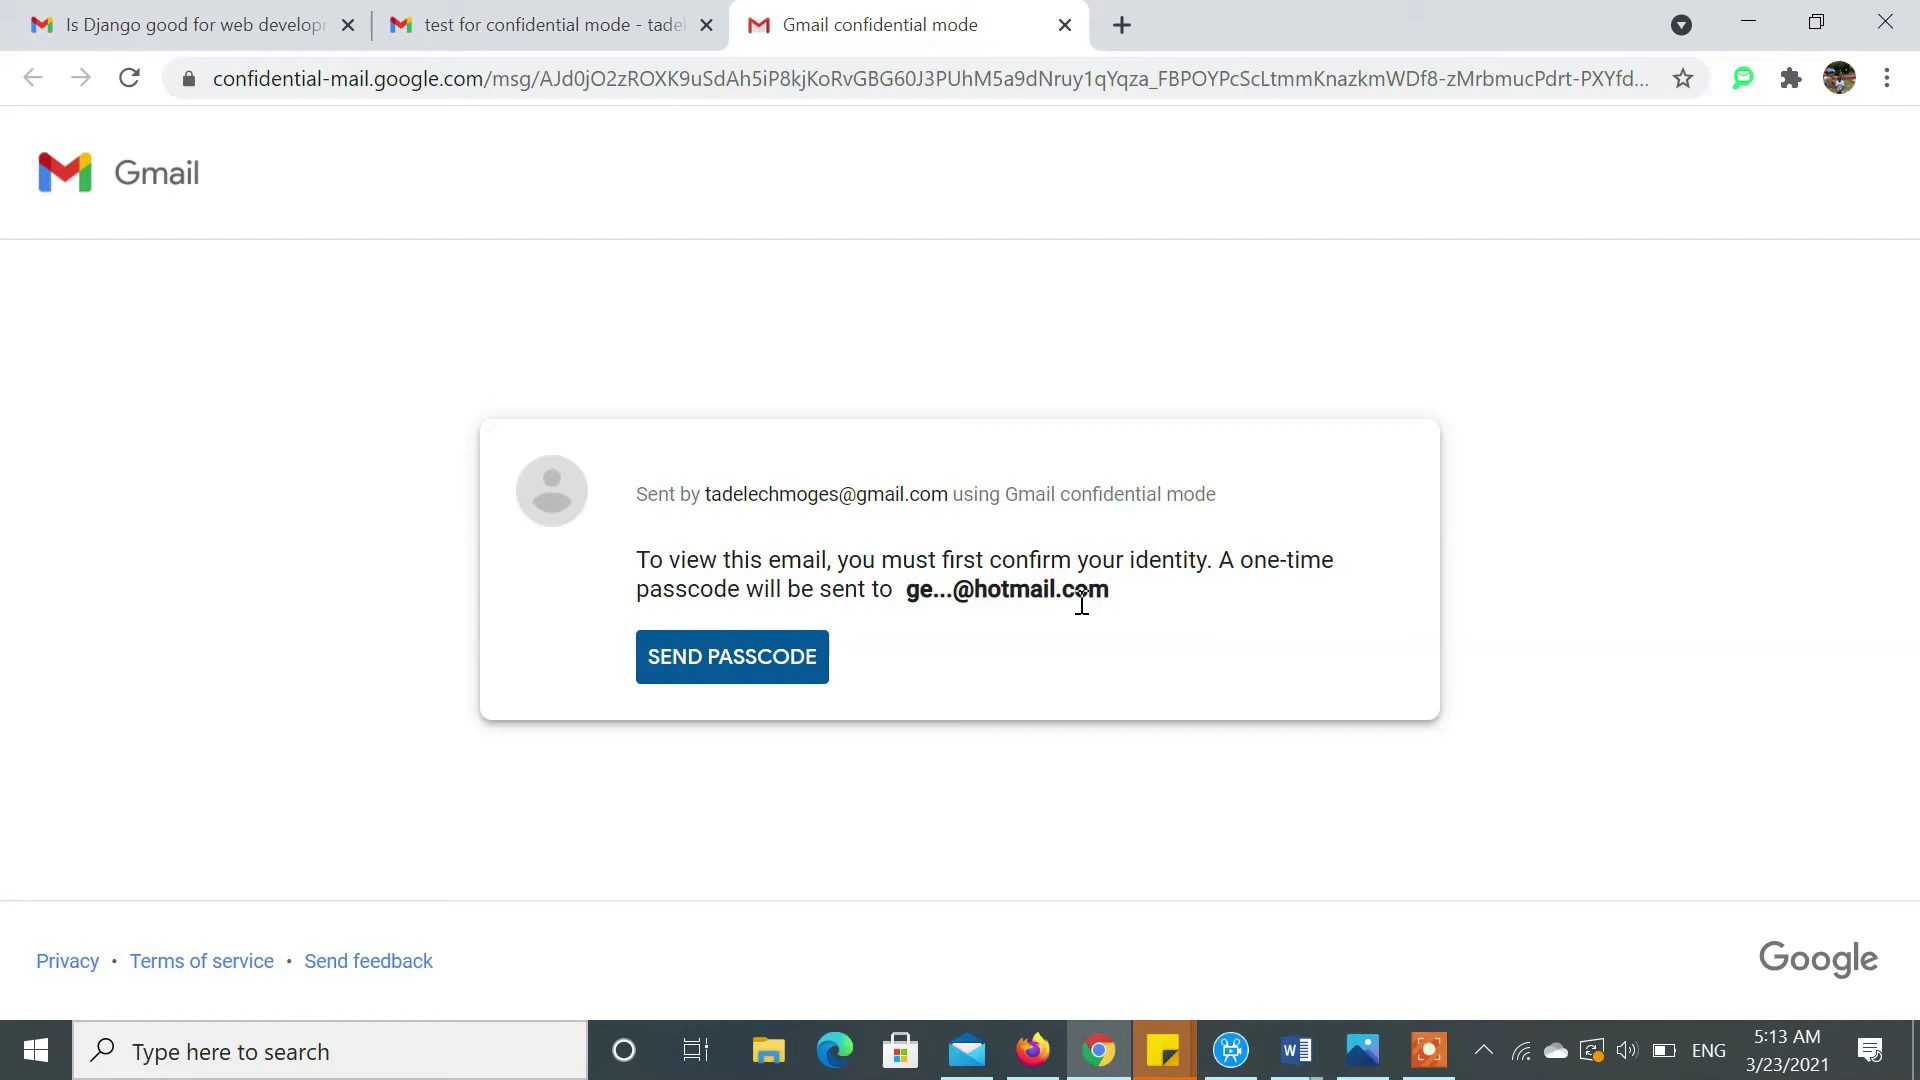 Is Django good for web develop
test for confidential mode - tade
Gmail confidential mode
confidential-mail.google.com/msg/AJd0jO2zROXK9uSdAh5iP8kjKoRvGBG60J3PUhM5a9dNruy1qYqza_FBPOYPcScLtmmKnazkmWDf8-zMrbmucPdrt-PXYfd...
Gmail
Sent by tadelechmoges@gmail.com using Gmail confidential mode
To view this email, you must first confirm your identity. A one-time
passcode will be sent to ge...@hotmail.com
SEND PASSCODE
Privacy • Terms of service • Send feedback
Google
Type here to search
ENG
5:13 AM
3/23/2021